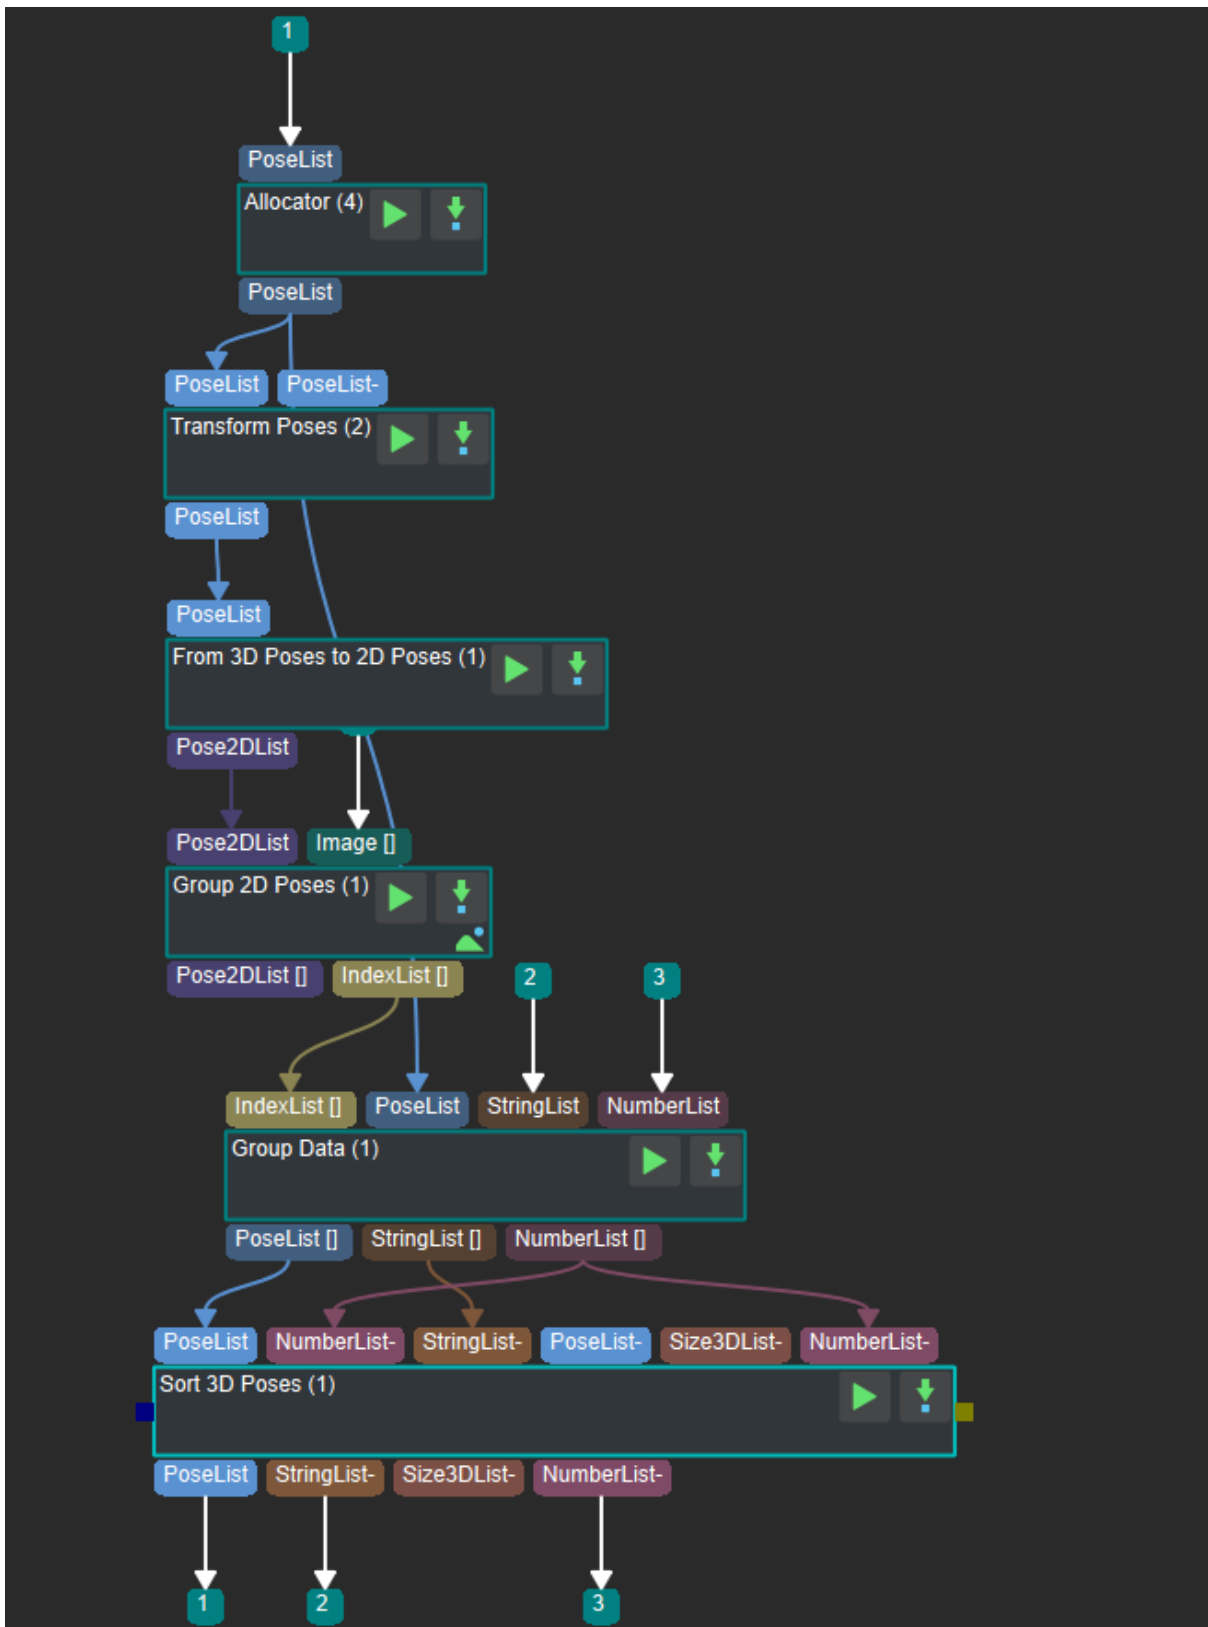 1
PoseList
Allocator (4)
PoseList
PoseList PoseList-
Transform Poses (2)
PoseList
PoseList
From 3D Poses to 2D Poses (1)
Pose2DList
Pose2DList Image []
Group 2D Poses (1)
Pose2DList [] IndexList [] 2 3
IndexList [] PoseList StringList NumberList
Group Data (1)
PoseList [] StringList [] NumberList []
PoseList NumberList- StringList- PoseList- Size3DList- NumberList-
Sort 3D Poses (1)
PoseList StringList- Size3DList- NumberList-
1 2 3